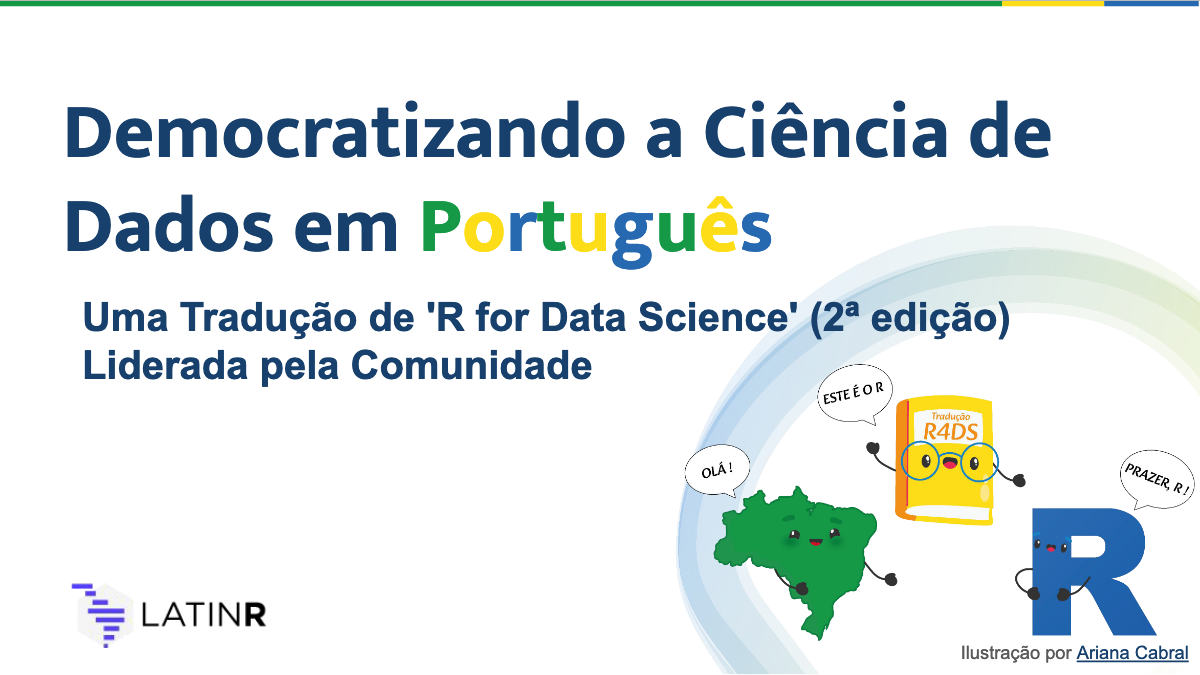 Democratizando a Ciência de
Dados em Português
Uma Tradução de 'R for Data Science' (2ª edição)
Liderada pela Comunidade
ESTE É O R
Tradução
R4DS
OLÁ !
PRAZER, R !
R
LATINR
Ilustração por Ariana Cabral